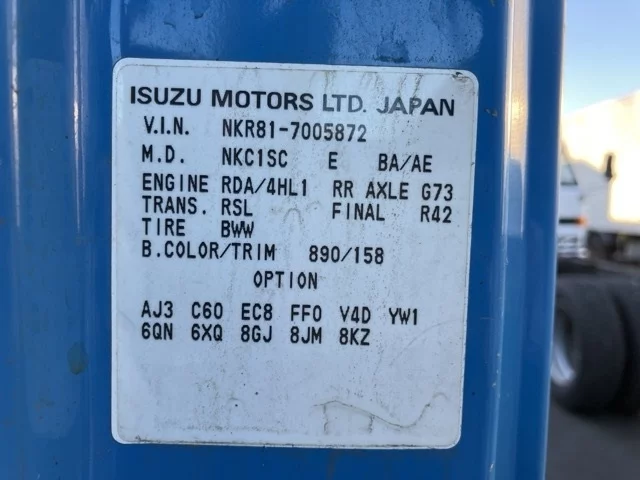 ISUZU MOTORS LTD. JAPAN
V.I.N. NKR81-7005872
M.D. NKC1SC E BA/AE
ENGINE RDA/4HL1 RR AXLE G73
TRANS. RSL FINAL R42
TIRE BWW
B.COLOR/TRIM 890/158
OPTION
AJ3 C60 EC8 FF0 V4D YW1
6QN 6XQ 8GJ 8JM 8KZ